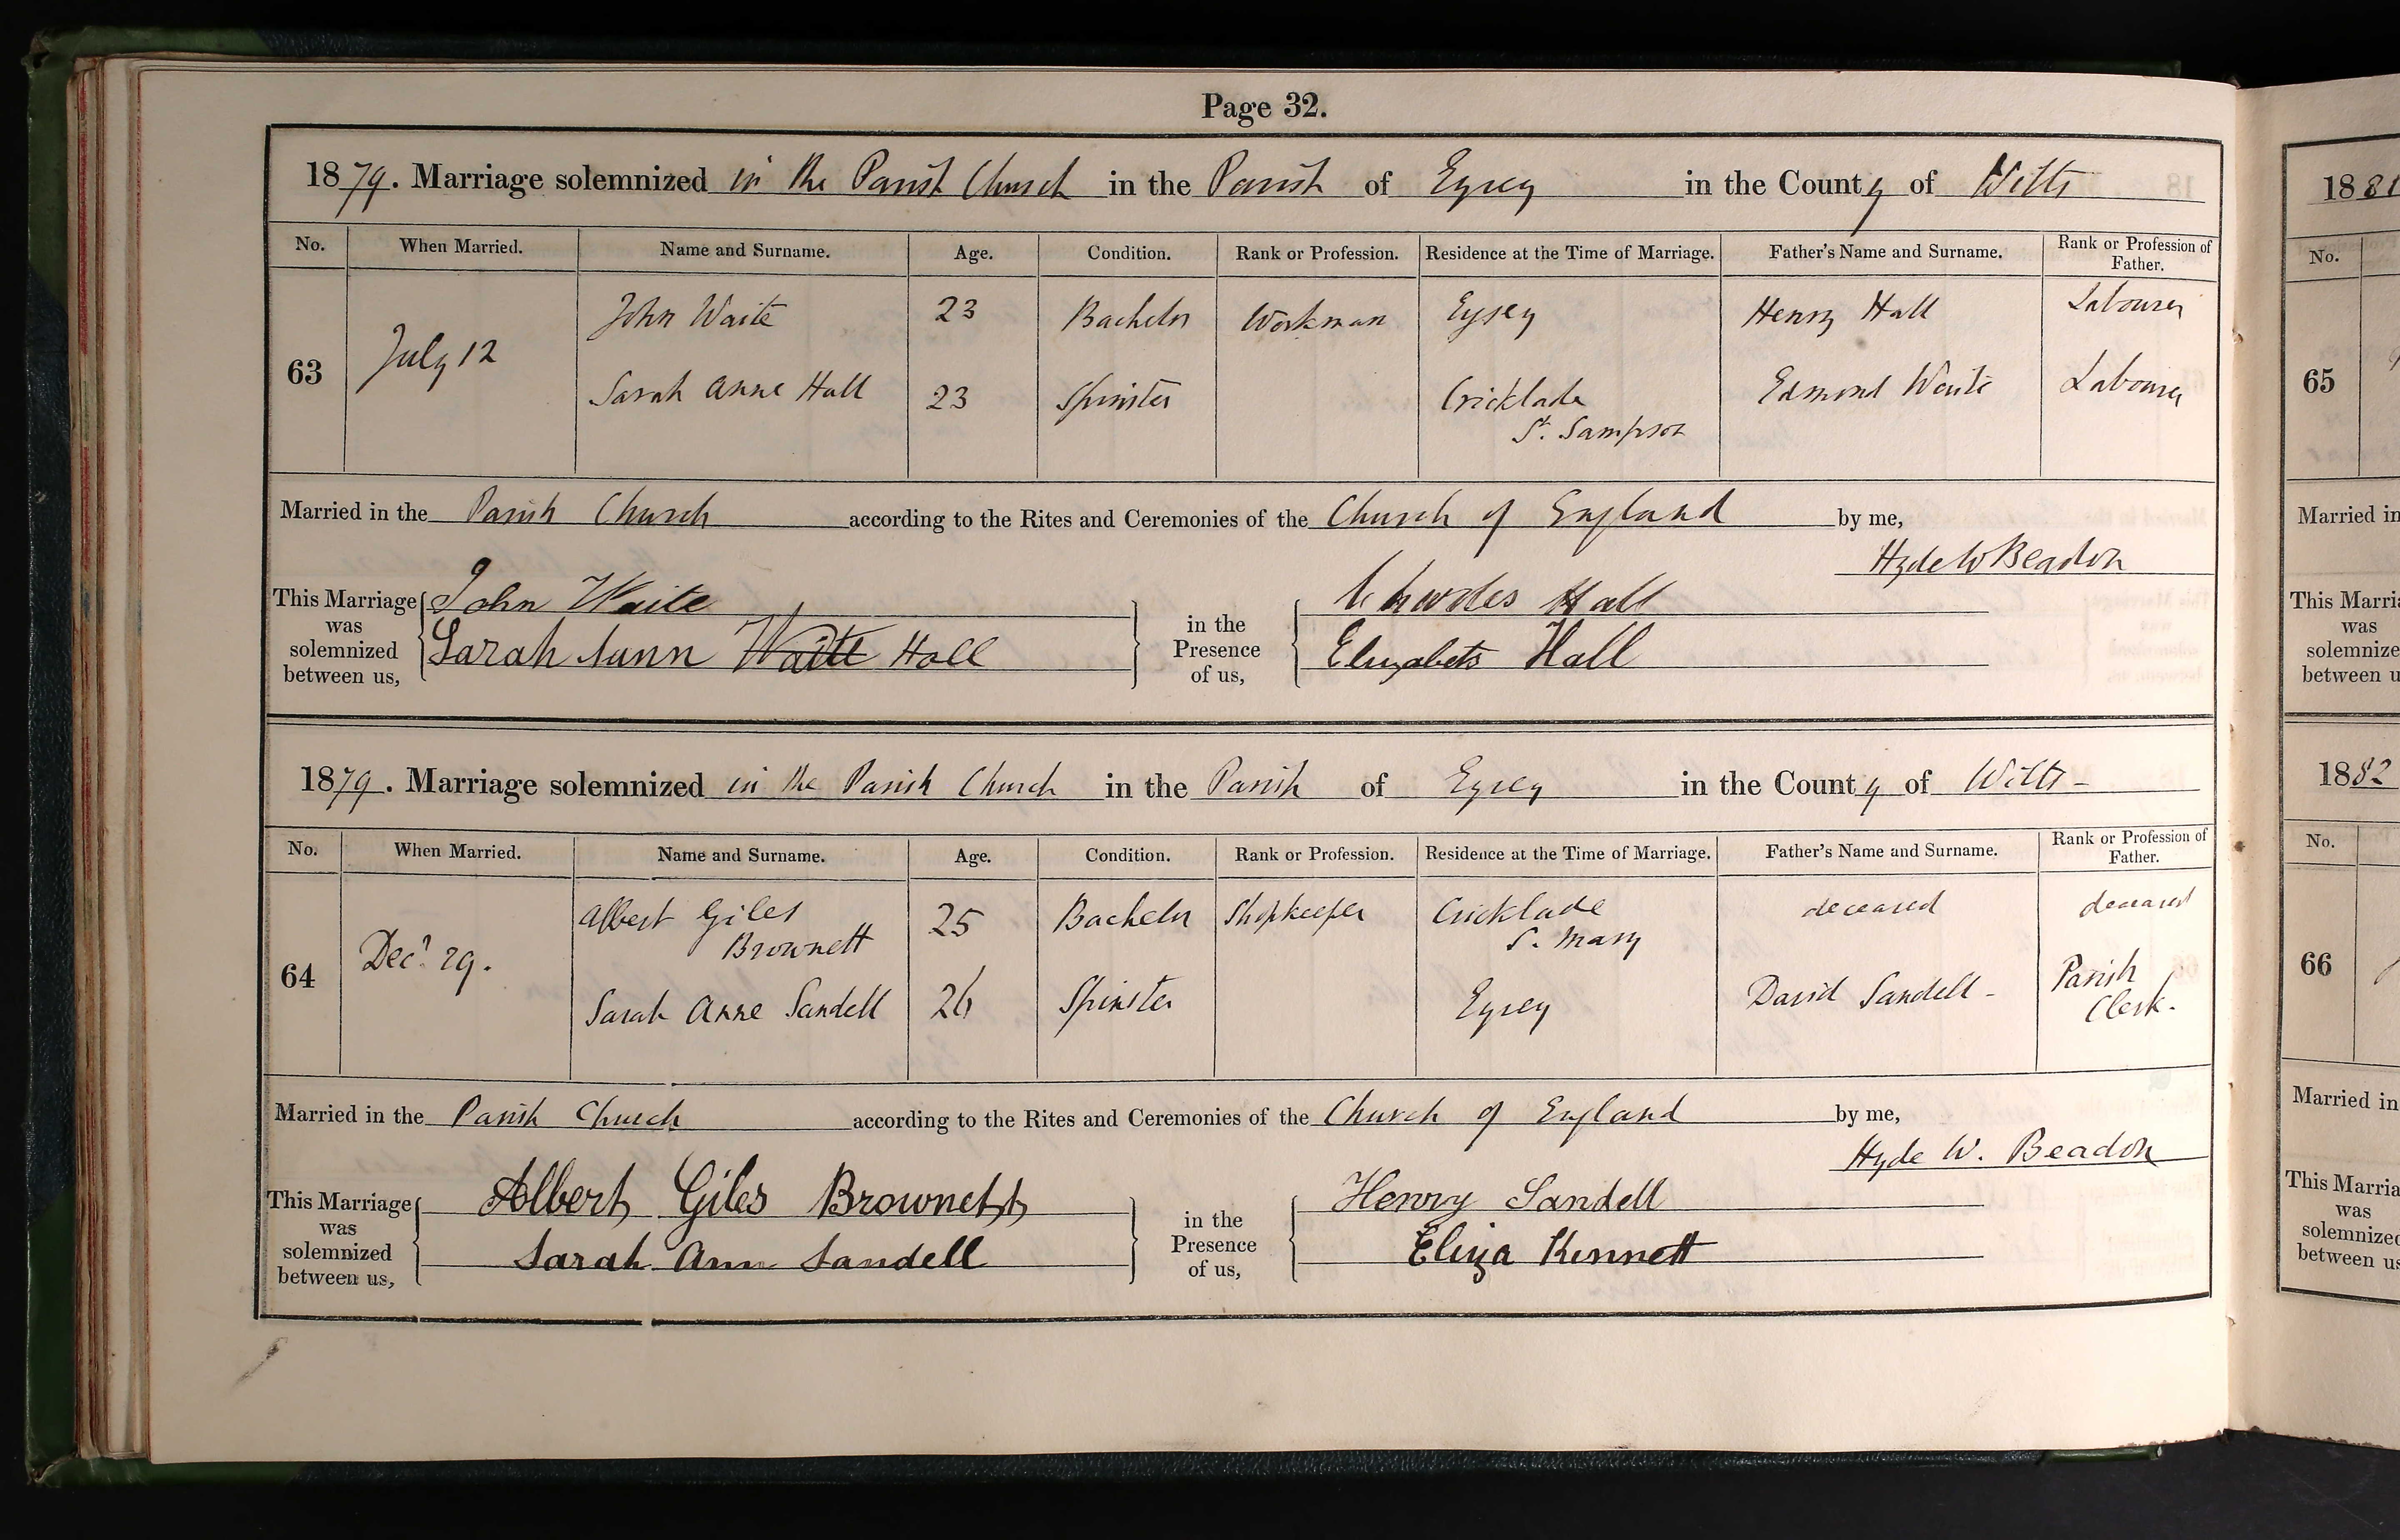 Page 32.
1879. Marriage solemnized in the Parish Church in the Parish of Eysey in the County of Wilts
No. When Married. Name and Surname. Age. Condition. Rank or Profession. Residence at the Time of Marriage. Father's Name and Surname. Rank or Profession of Father.
63 July 12 John Waite 23 Bachelor Workman Eysey Henry Hall Labourer
Sarah Anne Hall 23 Spinster Cricklade St. Sampson Edmond Waite Labourer
Married in the Parish Church according to the Rites and Ceremonies of the Church of England by me,
Hyde W Beadon
This Marriage was solemnized between us, John Waite
Sarah Aunn Waite Hall
in the Presence of us, Charles Hall
Elizabeth Hall
1879. Marriage solemnized in the Parish Church in the Parish of Eysey in the County of Wilts -
No. When Married. Name and Surname. Age. Condition. Rank or Profession. Residence at the Time of Marriage. Father's Name and Surname. Rank or Profession of Father.
64 Decr 29. Albert Giles Brownett 25 Bachelor Shopkeeper Cricklade S. Mary deceased deceased
Sarah Anne Sandell 26 Spinster Eysey David Sandell - Parish Clerk.
Married in the Parish Church according to the Rites and Ceremonies of the Church of England by me,
Hyde W. Beadon
This Marriage was solemnized between us, Albert Giles Brownett
Sarah Ann Sandell
in the Presence of us, Henry Sandell
Eliza Kinnett
1881
No.
65
Married in
This Marria
was
solemnize
between u
1882
No.
66
Married in
This Marria
was
solemnized
between us